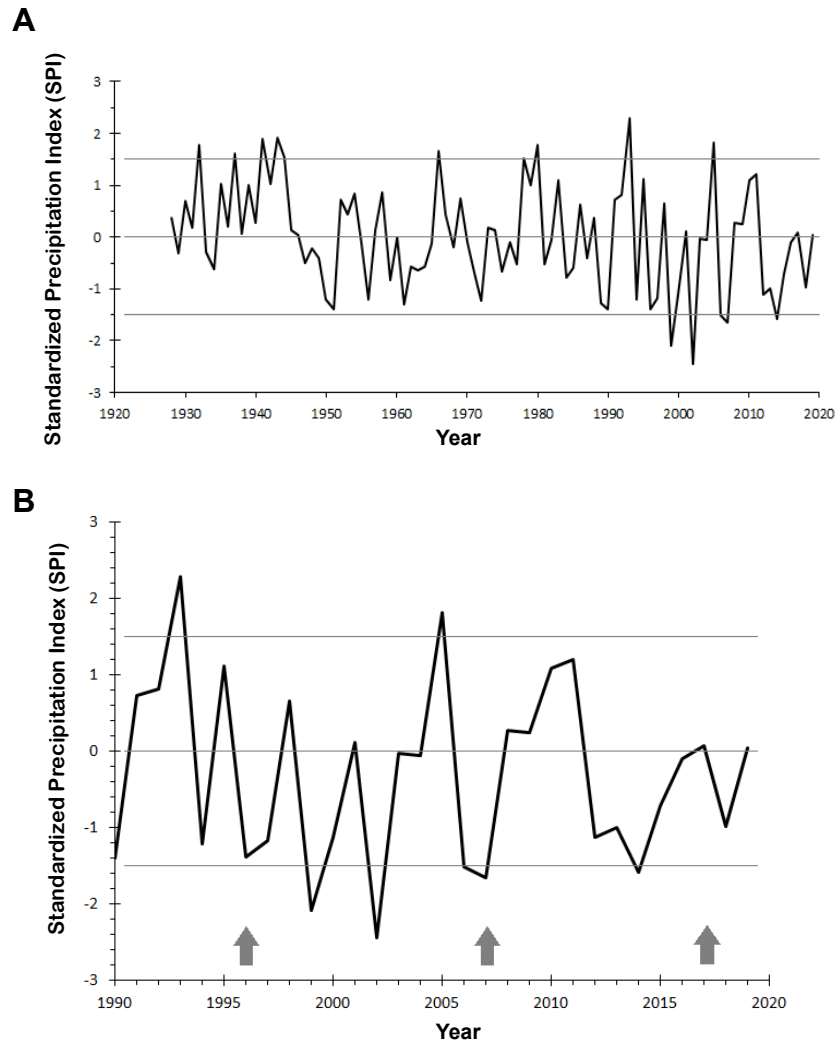 A
Standardized Precipitation Index (SPI)
3
2
1
0
-1
-2
-3
1920 1930 1940 1950 1960 1970 1980 1990 2000 2010 2020
Year
B
Standardized Precipitation Index (SPI)
3
2
1
0
-1
-2
-3
1990 1995 2000 2005 2010 2015 2020
Year